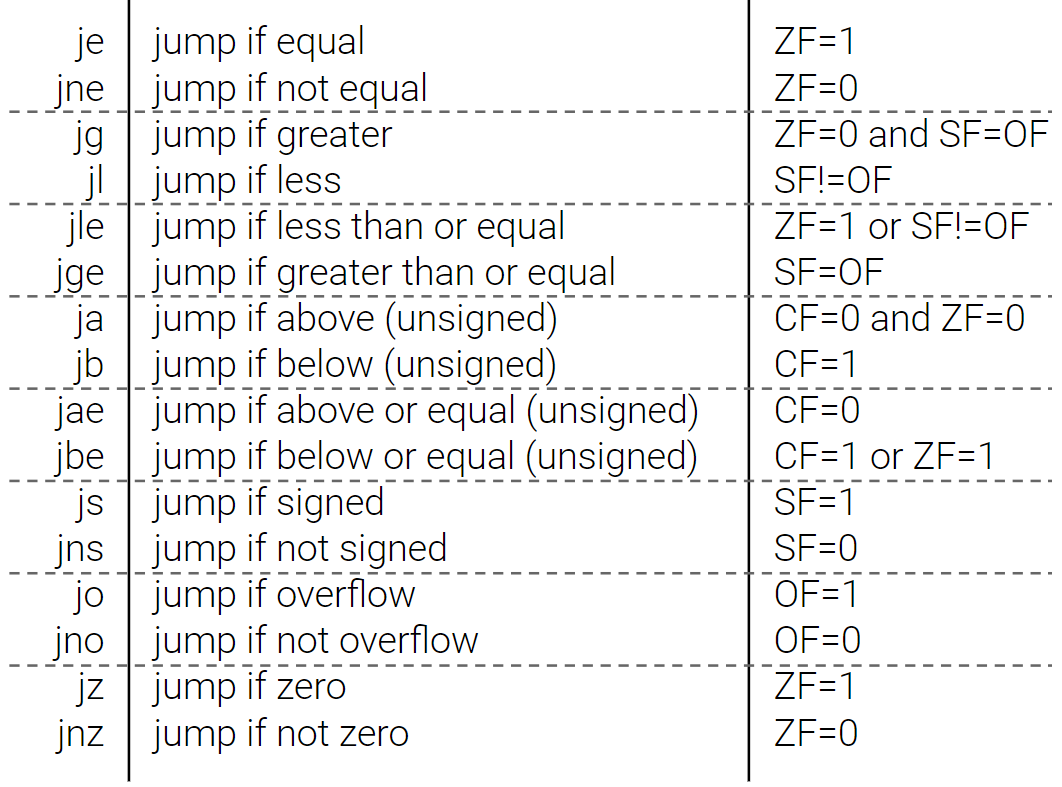 je jump if equal ZF=1
jne jump if not equal ZF=0
jg jump if greater ZF=0 and SF=OF
jl jump if less SF!=OF
jle jump if less than or equal ZF=1 or SF!=OF
jge jump if greater than or equal SF=OF
ja jump if above (unsigned) CF=0 and ZF=0
jb jump if below (unsigned) CF=1
jae jump if above or equal (unsigned) CF=0
jbe jump if below or equal (unsigned) CF=1 or ZF=1
js jump if signed SF=1
jns jump if not signed SF=0
jo jump if overflow OF=1
jno jump if not overflow OF=0
jz jump if zero ZF=1
jnz jump if not zero ZF=0